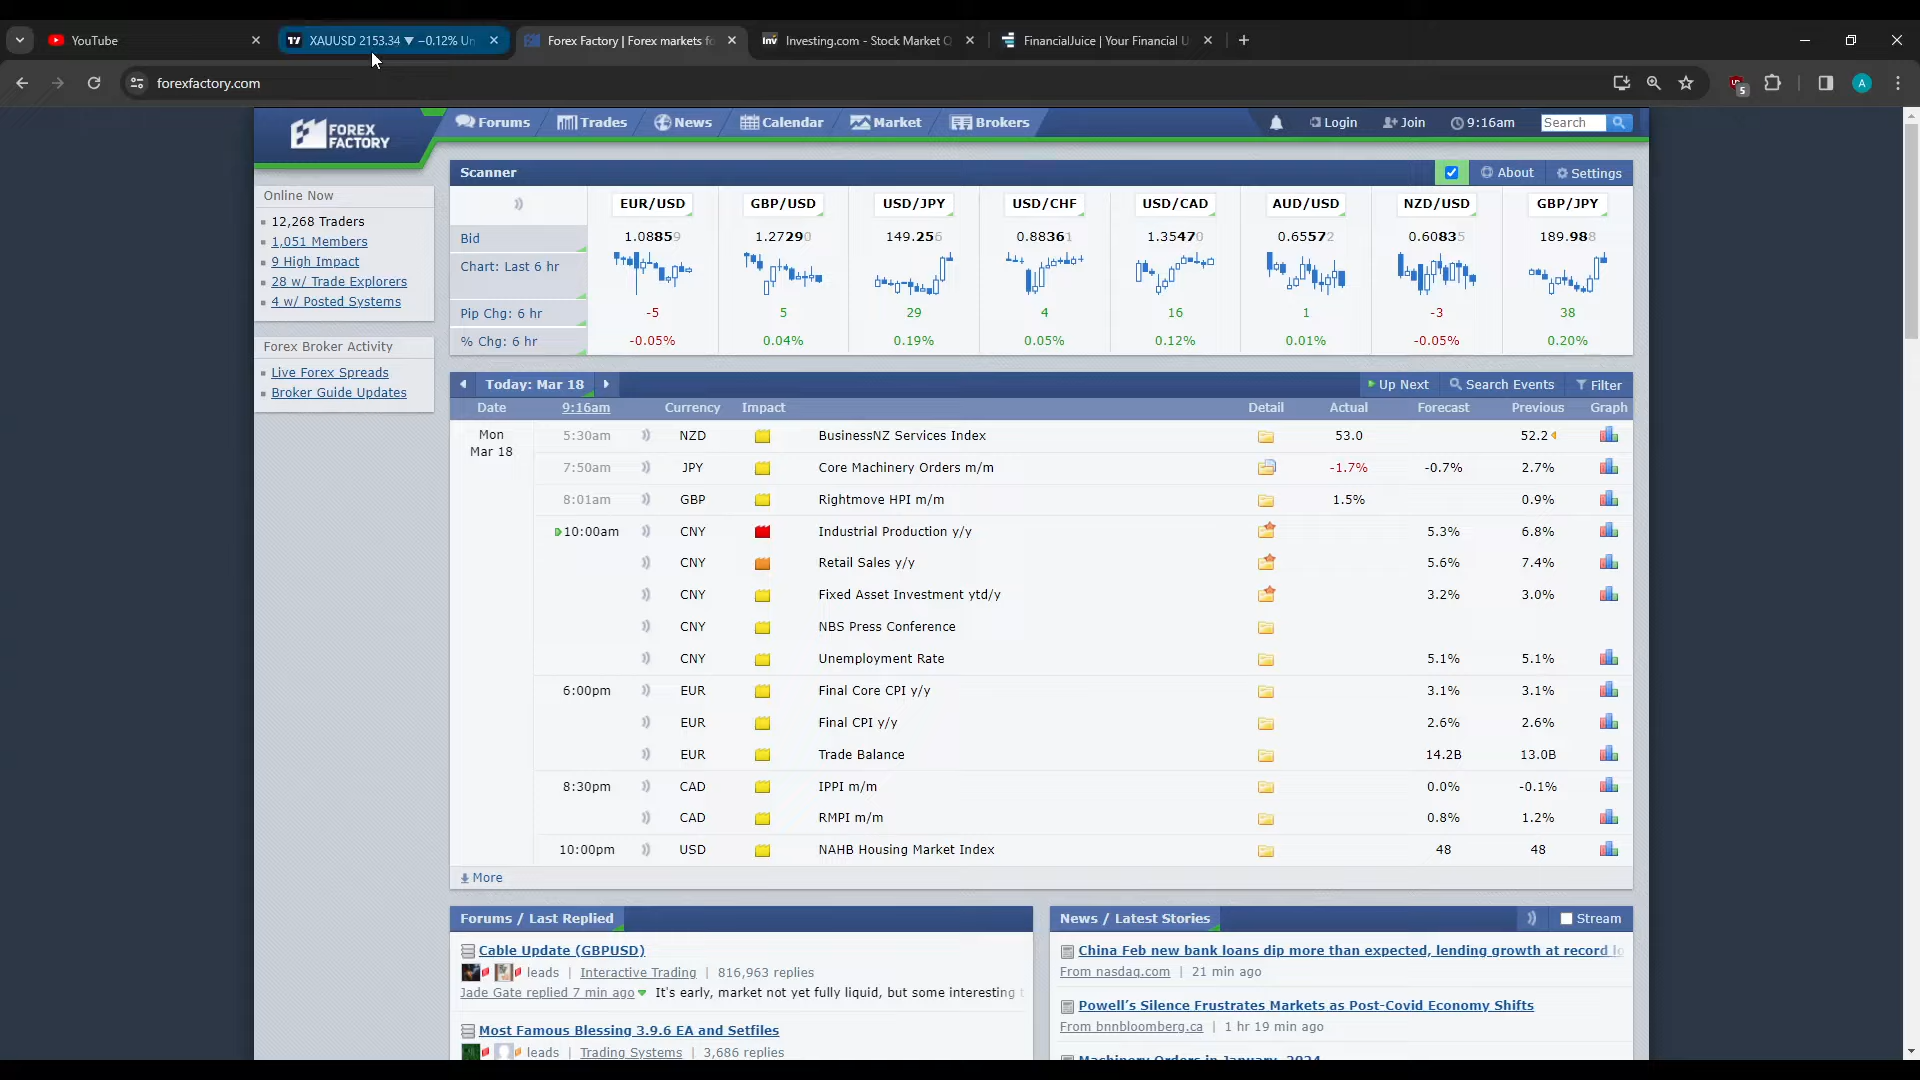 YouTube
XAUUSD 2153.34 ▼ −0.12% Un
Forex Factory | Forex markets fo
Investing.com - Stock Market Q
FinancialJuice | Your Financial U
forexfactory.com
5
A
FOREX FACTORY
Forums
Trades
News
Calendar
Market
Brokers
Login
Join
9:16am
Search
Online Now
12,268 Traders
1,051 Members
9 High Impact
28 w/ Trade Explorers
4 w/ Posted Systems
Forex Broker Activity
Live Forex Spreads
Broker Guide Updates
Scanner
About
Settings
EUR/USD GBP/USD USD/JPY USD/CHF USD/CAD AUD/USD NZD/USD GBP/JPY
Bid 1.08859 1.27290 149.256 0.88361 1.35470 0.65572 0.60835 189.988
Chart: Last 6 hr
Pip Chg: 6 hr -5 5 29 4 16 1 -3 38
% Chg: 6 hr -0.05% 0.04% 0.19% 0.05% 0.12% 0.01% -0.05% 0.20%
Today: Mar 18
Up Next
Search Events
Filter
Date 9:16am Currency Impact Detail Actual Forecast Previous Graph
Mon
Mar 18
5:30am NZD BusinessNZ Services Index 53.0 52.2
7:50am JPY Core Machinery Orders m/m -1.7% -0.7% 2.7%
8:01am GBP Rightmove HPI m/m 1.5% 0.9%
10:00am CNY Industrial Production y/y 5.3% 6.8%
CNY Retail Sales y/y 5.6% 7.4%
CNY Fixed Asset Investment ytd/y 3.2% 3.0%
CNY NBS Press Conference
CNY Unemployment Rate 5.1% 5.1%
6:00pm EUR Final Core CPI y/y 3.1% 3.1%
EUR Final CPI y/y 2.6% 2.6%
EUR Trade Balance 14.2B 13.0B
8:30pm CAD IPPI m/m 0.0% -0.1%
CAD RMPI m/m 0.8% 1.2%
10:00pm USD NAHB Housing Market Index 48 48
More
Forums / Last Replied
Cable Update (GBPUSD)
leads | Interactive Trading | 816,963 replies
Jade Gate replied 7 min ago It's early, market not yet fully liquid, but some interesting
Most Famous Blessing 3.9.6 EA and Setfiles
leads | Trading Systems | 3,686 replies
News / Latest Stories
Stream
China Feb new bank loans dip more than expected, lending growth at record
From nasdaq.com | 21 min ago
Powell's Silence Frustrates Markets as Post-Covid Economy Shifts
From bnnbloomberg.ca | 1 hr 19 min ago
Machinery Orders in January, 2024